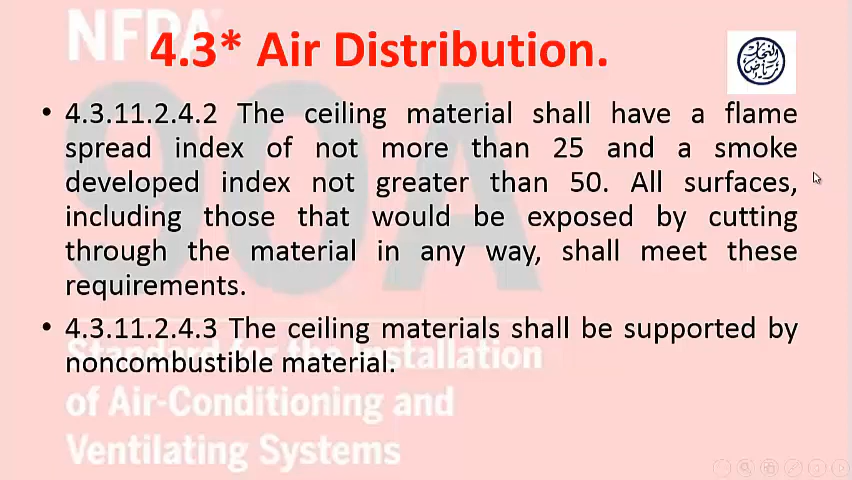 NFPA
4.3* Air Distribution.
90A
• 4.3.11.2.4.2 The ceiling material shall have a flame
spread index of not more than 25 and a smoke
developed index not greater than 50. All surfaces,
including those that would be exposed by cutting
through the material in any way, shall meet these
requirements.
• 4.3.11.2.4.3 The ceiling materials shall be supported by
noncombustible material.
Standard for the Installation
of Air-Conditioning and
Ventilating Systems